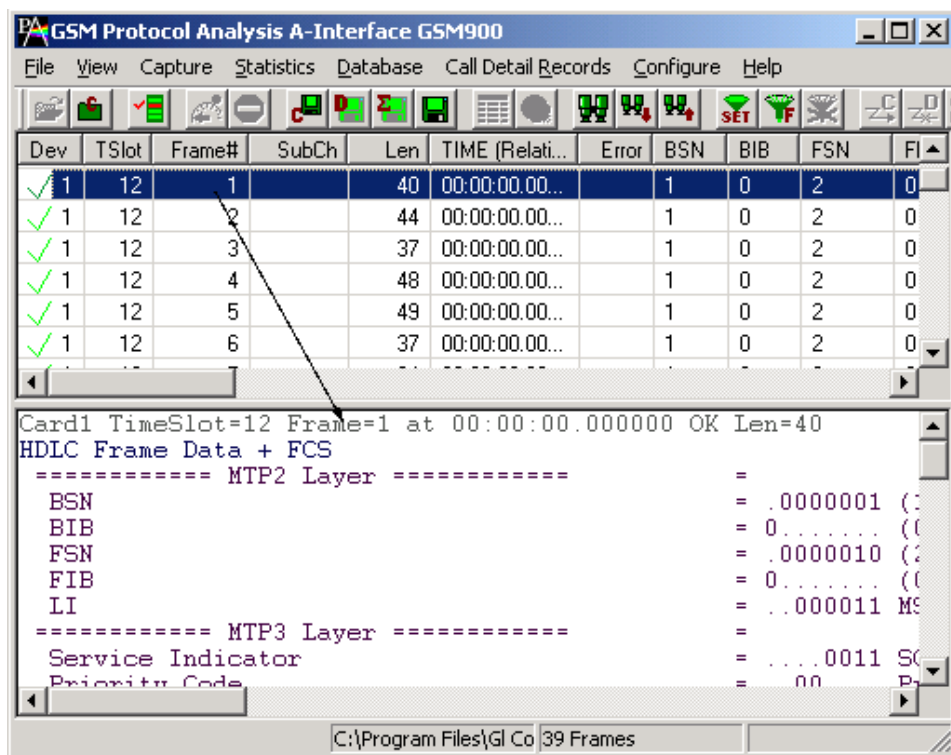 GSM Protocol Analysis A-Interface GSM900
File View Capture Statistics Database Call Detail Records Configure Help
SET F
Dev TSlot Frame# SubCh Len TIME (Relati... Error BSN BIB FSN
1 12 1 40 00:00:00.00... 1 0 2 0
1 12 2 44 00:00:00.00... 1 0 2 0
1 12 3 37 00:00:00.00... 1 0 2 0
1 12 4 48 00:00:00.00... 1 0 2 0
1 12 5 49 00:00:00.00... 1 0 2 0
1 12 6 37 00:00:00.00... 1 0 2 0
Card1 TimeSlot=12 Frame=1 at 00:00:00.000000 OK Len=40
HDLC Frame Data + FCS
============ MTP2 Layer ============ =
BSN = .0000001
BIB = 0.......
FSN = .0000010 (2
FIB = 0....... (0
LI = ..000011 MS
============ MTP3 Layer ============ =
Service Indicator = ....0011
Priority Code = ..00....
C:\Program Files\Gl Co 39 Frames